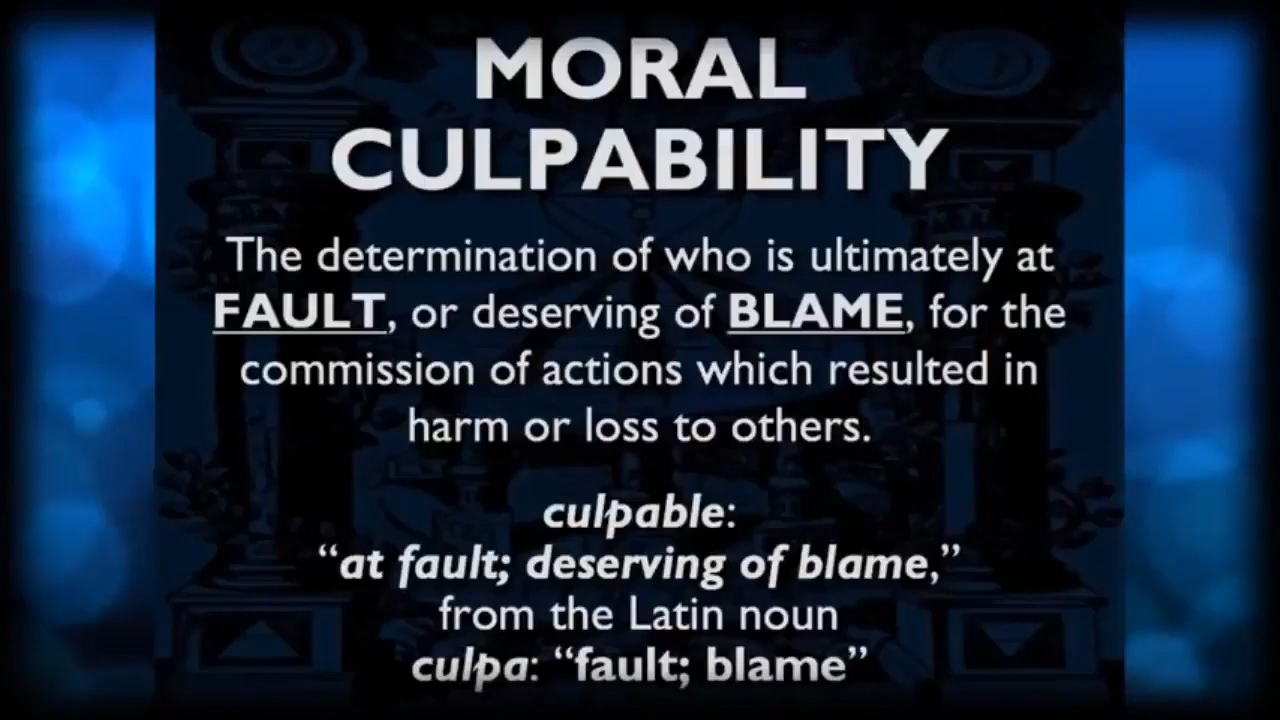 MORAL
CULPABILITY
The determination of who is ultimately at
FAULT, or deserving of BLAME, for the
commission of actions which resulted in
harm or loss to others.
culpable:
“at fault; deserving of blame,”
from the Latin noun
culpa: “fault; blame”